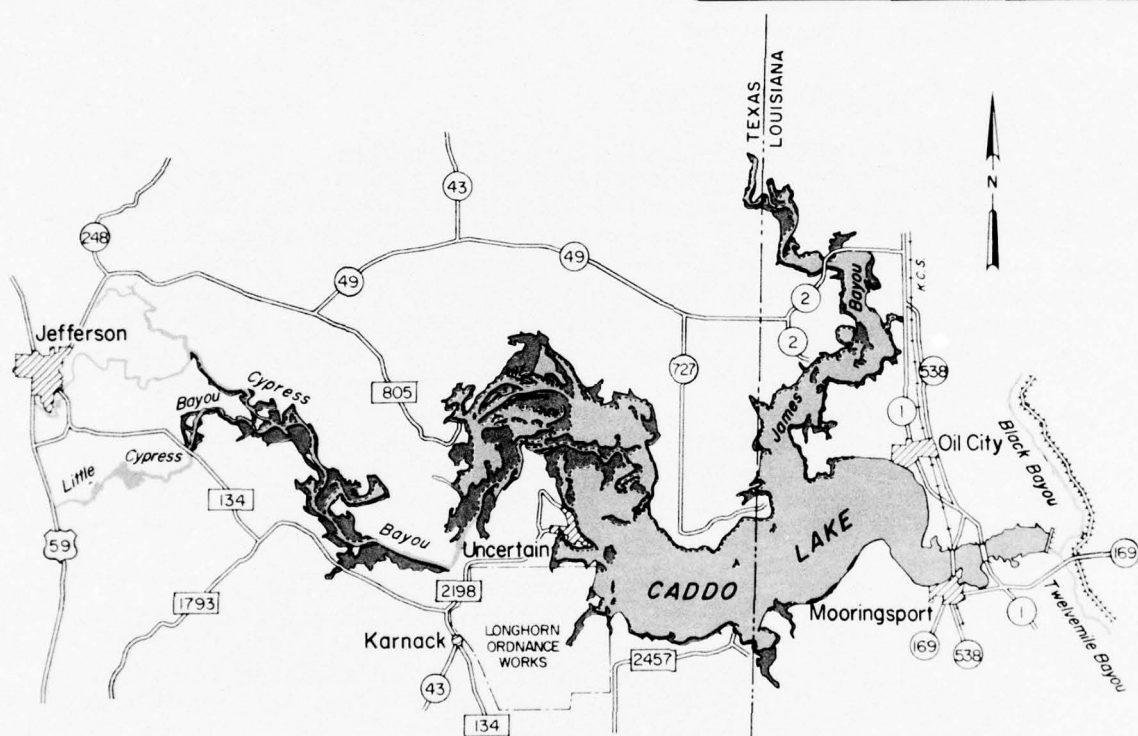 TEXAS
LOUISIANA
N
43
248
49
49
2
Bayou
K.C.S.
Jefferson
2
538
727
Cypress
Bayou
805
James
1
Oil City
Black Bayou
Little Cypress
134
59
Bayou
Uncertain
LAKE
169
2198
CADDO
Mooringsport
1
Twelvemile Bayou
1793
Karnack
LONGHORN
ORDNANCE
WORKS
2457
169
538
43
134